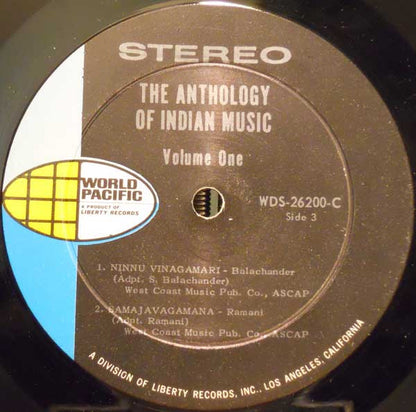 STEREO
THE ANTHOLOGY
OF INDIAN MUSIC
Volume One
WORLD
PACIFIC
A PRODUCT OF
LIBERTY RECORDS
WDS-26200-C
Side 3
1. NINNU VINAGAMARI - Balachander
(Adpt. S. Balachander)
West Coast Music Pub. Co., ASCAP
2. SAMAJAVAGAMANA - Ramani
(Adpt. Ramani)
West Coast Music Pub. Co., ASCAP
A DIVISION OF LIBERTY RECORDS, INC., LOS ANGELES, CALIFORNIA